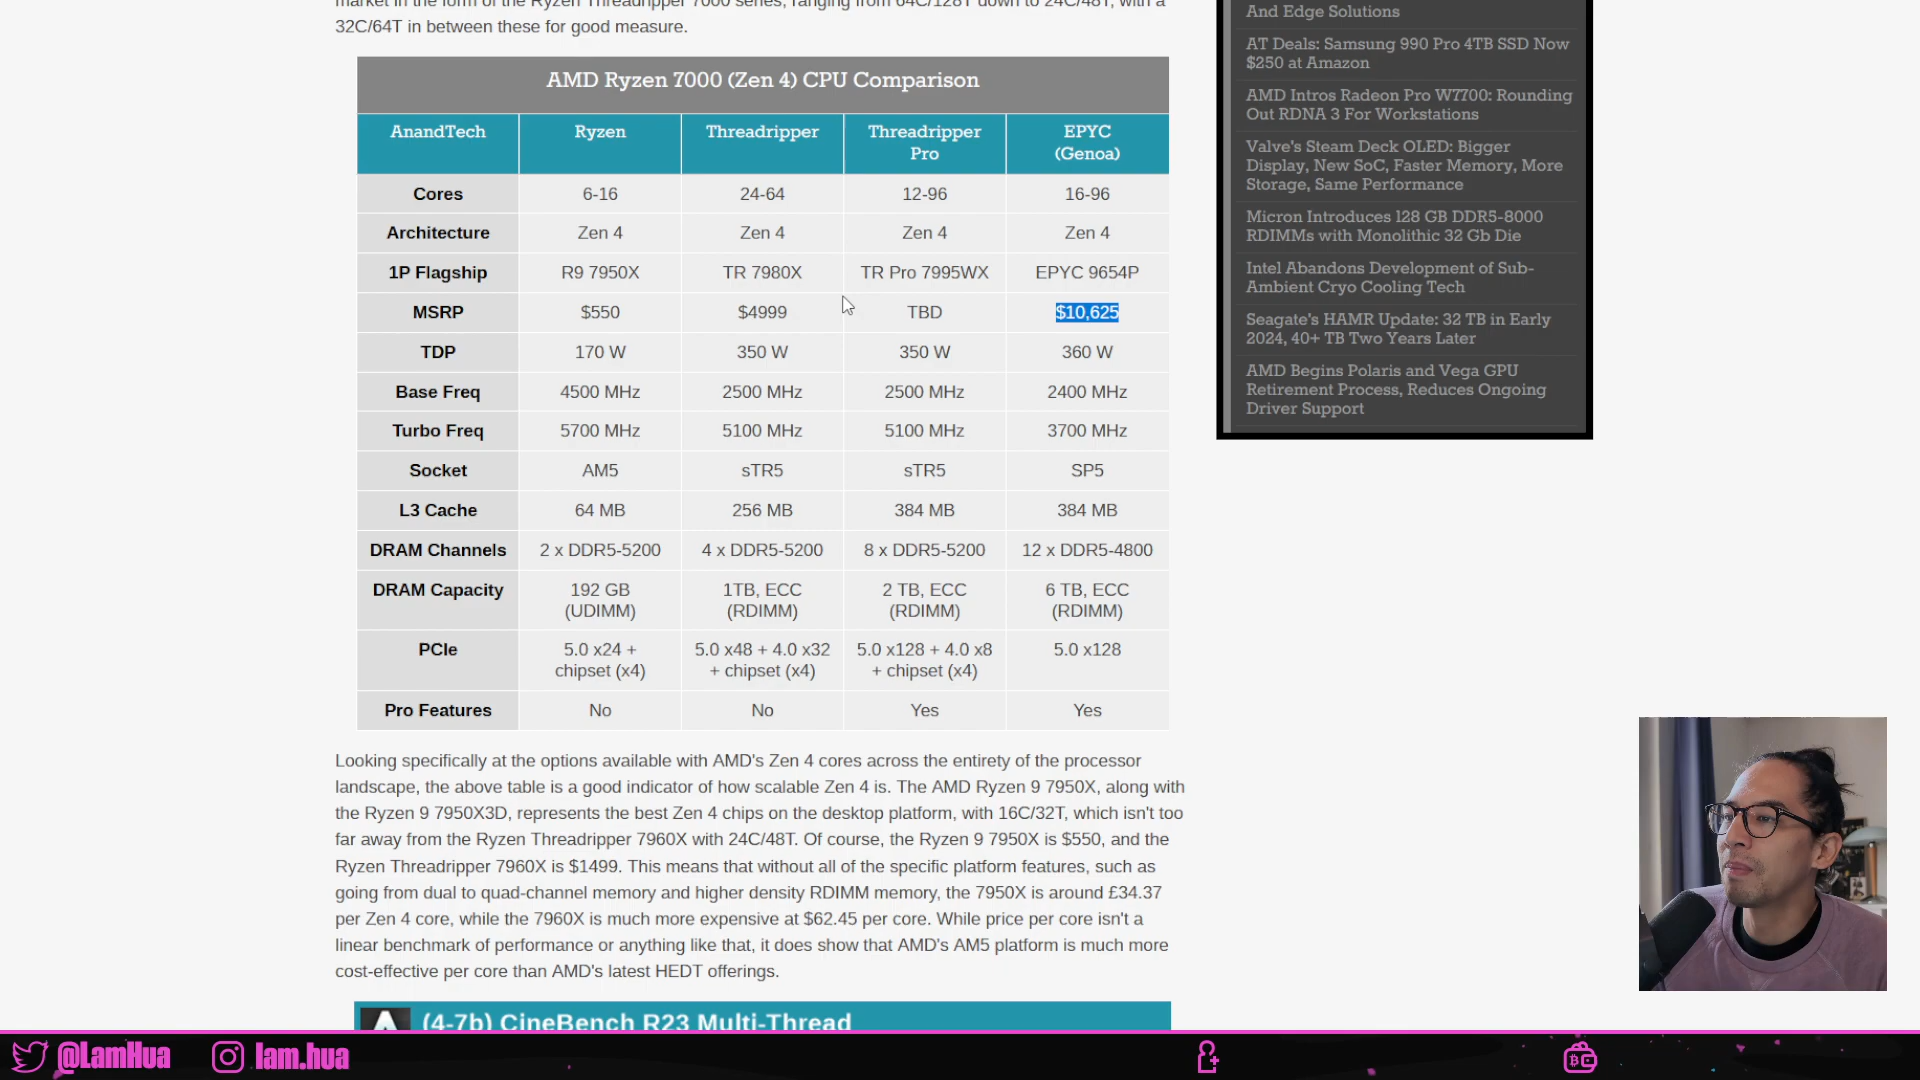 market in the form of the Ryzen Threadripper 7000 series, ranging from 64C/128T down to 24C/48T, with a
32C/64T in between these for good measure.
AMD Ryzen 7000 (Zen 4) CPU Comparison
AnandTech Ryzen Threadripper Threadripper Pro EPYC (Genoa)
Cores 6-16 24-64 12-96 16-96
Architecture Zen 4 Zen 4 Zen 4 Zen 4
1P Flagship R9 7950X TR 7980X TR Pro 7995WX EPYC 9654P
MSRP $550 $4999 TBD $10,625
TDP 170 W 350 W 350 W 360 W
Base Freq 4500 MHz 2500 MHz 2500 MHz 2400 MHz
Turbo Freq 5700 MHz 5100 MHz 5100 MHz 3700 MHz
Socket AM5 sTR5 sTR5 SP5
L3 Cache 64 MB 256 MB 384 MB 384 MB
DRAM Channels 2 x DDR5-5200 4 x DDR5-5200 8 x DDR5-5200 12 x DDR5-4800
DRAM Capacity 192 GB (UDIMM) 1TB, ECC (RDIMM) 2 TB, ECC (RDIMM) 6 TB, ECC (RDIMM)
PCIe 5.0 x24 + chipset (x4) 5.0 x48 + 4.0 x32 + chipset (x4) 5.0 x128 + 4.0 x8 + chipset (x4) 5.0 x128
Pro Features No No Yes Yes
Looking specifically at the options available with AMD's Zen 4 cores across the entirety of the processor
landscape, the above table is a good indicator of how scalable Zen 4 is. The AMD Ryzen 9 7950X, along with
the Ryzen 9 7950X3D, represents the best Zen 4 chips on the desktop platform, with 16C/32T, which isn't too
far away from the Ryzen Threadripper 7960X with 24C/48T. Of course, the Ryzen 9 7950X is $550, and the
Ryzen Threadripper 7960X is $1499. This means that without all of the specific platform features, such as
going from dual to quad-channel memory and higher density RDIMM memory, the 7950X is around £34.37
per Zen 4 core, while the 7960X is much more expensive at $62.45 per core. While price per core isn't a
linear benchmark of performance or anything like that, it does show that AMD's AM5 platform is much more
cost-effective per core than AMD's latest HEDT offerings.
(4-7b) CineBench R23 Multi-Thread
And Edge Solutions
AT Deals: Samsung 990 Pro 4TB SSD Now
$250 at Amazon
AMD Intros Radeon Pro W7700: Rounding
Out RDNA 3 For Workstations
Valve's Steam Deck OLED: Bigger
Display, New SoC, Faster Memory, More
Storage, Same Performance
Micron Introduces 128 GB DDR5-8000
RDIMMs with Monolithic 32 Gb Die
Intel Abandons Development of Sub-
Ambient Cryo Cooling Tech
Seagate's HAMR Update: 32 TB in Early
2024, 40+ TB Two Years Later
AMD Begins Polaris and Vega GPU
Retirement Process, Reduces Ongoing
Driver Support
@LamHua lam.hua